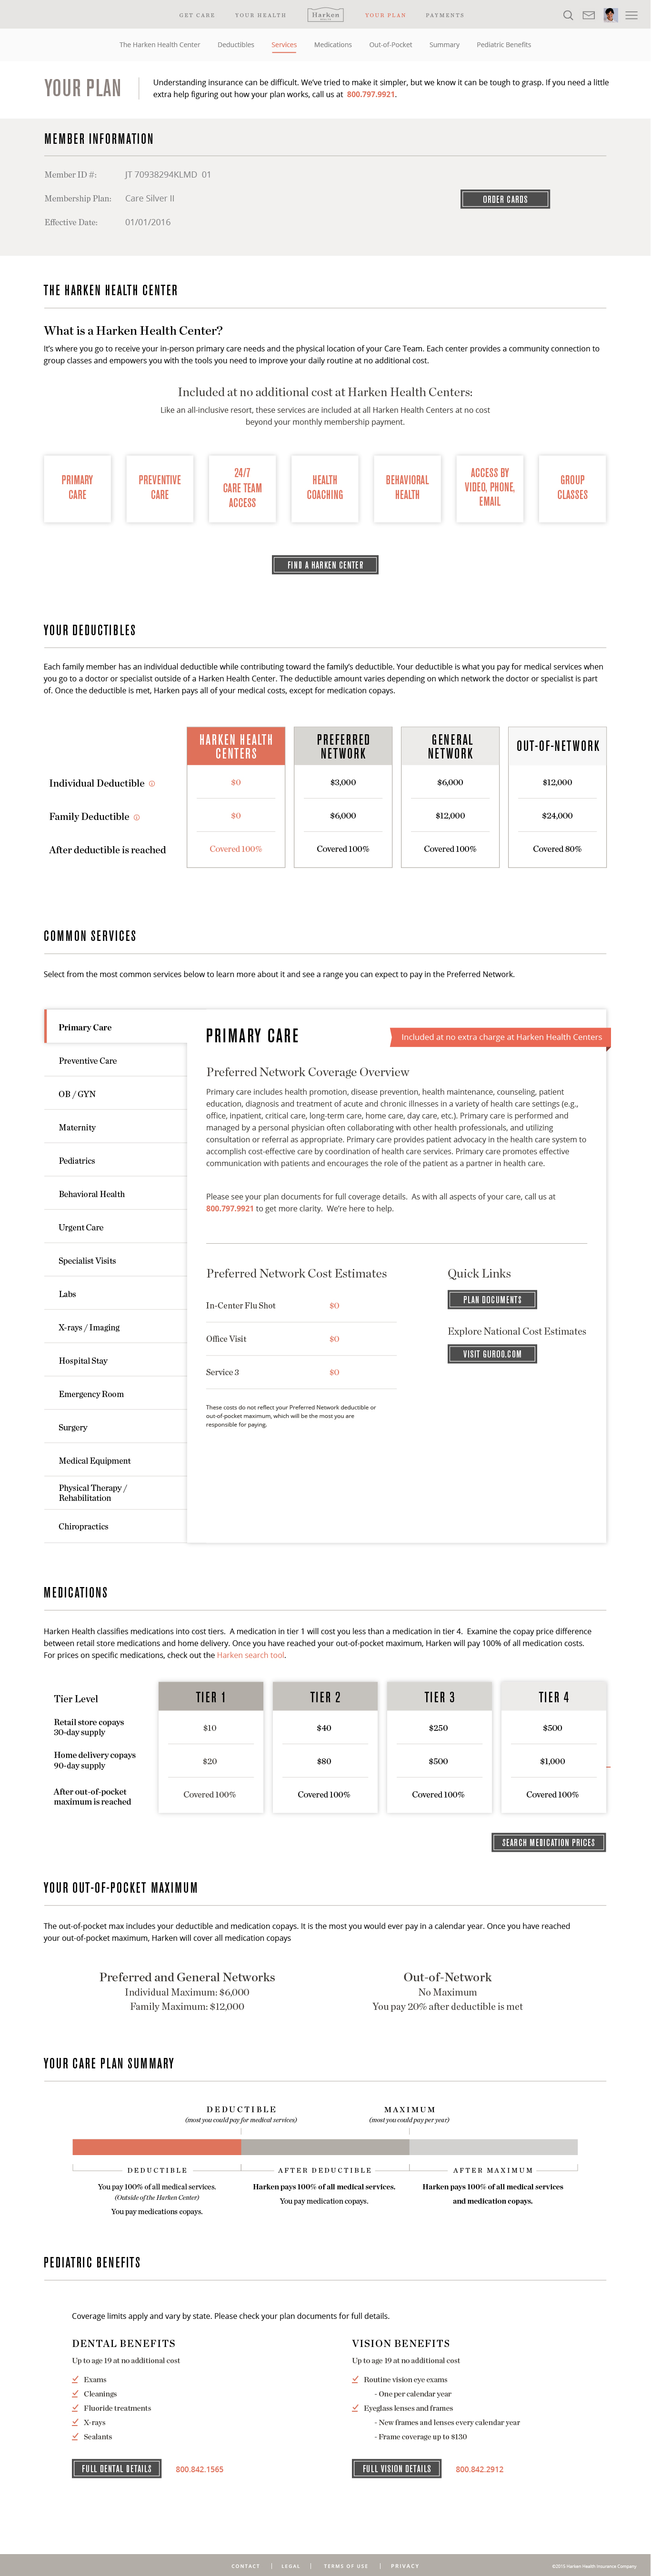 GET CARE
YOUR HEALTH
Harken
YOUR PLAN
PAYMENTS
The Harken Health Center
Deductibles
Services
Medications
Out-of-Pocket
Summary
Pediatric Benefits
YOUR PLAN
Understanding insurance can be difficult. We've tried to make it simpler, but we know it can be tough to grasp. If you need a little
extra help figuring out how your plan works, call us at 800.797.9921.
MEMBER INFORMATION
Member ID #: JT 70938294KLMD 01
Membership Plan: Care Silver II
Effective Date: 01/01/2016
ORDER CARDS
THE HARKEN HEALTH CENTER
What is a Harken Health Center?
It's where you go to receive your in-person primary care needs and the physical location of your Care Team. Each center provides a community connection to
group classes and empowers you with the tools you need to improve your daily routine at no additional cost.
Included at no additional cost at Harken Health Centers:
Like an all-inclusive resort, these services are included at all Harken Health Centers at no cost
beyond your monthly membership payment.
PRIMARY
CARE
PREVENTIVE
CARE
24/7
CARE TEAM
ACCESS
HEALTH
COACHING
BEHAVIORAL
HEALTH
ACCESS BY
VIDEO, PHONE,
EMAIL
GROUP
CLASSES
FIND A HARKEN CENTER
YOUR DEDUCTIBLES
Each family member has an individual deductible while contributing toward the family's deductible. Your deductible is what you pay for medical services when
you go to a doctor or specialist outside of a Harken Health Center. The deductible amount varies depending on which network the doctor or specialist is part
of. Once the deductible is met, Harken pays all of your medical costs, except for medication copays.
HARKEN HEALTH
CENTERS
PREFERRED
NETWORK
GENERAL
NETWORK
OUT-OF-NETWORK
Individual Deductible $0 $3,000 $6,000 $12,000
Family Deductible $0 $6,000 $12,000 $24,000
After deductible is reached Covered 100% Covered 100% Covered 100% Covered 80%
COMMON SERVICES
Select from the most common services below to learn more about it and see a range you can expect to pay in the Preferred Network.
Primary Care
Preventive Care
OB / GYN
Maternity
Pediatrics
Behavioral Health
Urgent Care
Specialist Visits
Labs
X-rays / Imaging
Hospital Stay
Emergency Room
Surgery
Medical Equipment
Physical Therapy /
Rehabilitation
Chiropractics
PRIMARY CARE
Included at no extra charge at Harken Health Centers
Preferred Network Coverage Overview
Primary care includes health promotion, disease prevention, health maintenance, counseling, patient
education, diagnosis and treatment of acute and chronic illnesses in a variety of health care settings (e.g.,
office, inpatient, critical care, long-term care, home care, day care, etc.). Primary care is performed and
managed by a personal physician often collaborating with other health professionals, and utilizing
consultation or referral as appropriate. Primary care provides patient advocacy in the health care system to
accomplish cost-effective care by coordination of health care services. Primary care promotes effective
communication with patients and encourages the role of the patient as a partner in health care.
Please see your plan documents for full coverage details. As with all aspects of your care, call us at
800.797.9921 to get more clarity. We're here to help.
Preferred Network Cost Estimates
In-Center Flu Shot $0
Office Visit $0
Service 3 $0
These costs do not reflect your Preferred Network deductible or
out-of-pocket maximum, which will be the most you are
responsible for paying.
Quick Links
PLAN DOCUMENTS
Explore National Cost Estimates
VISIT GUROO.COM
MEDICATIONS
Harken Health classifies medications into cost tiers. A medication in tier 1 will cost you less than a medication in tier 4. Examine the copay price difference
between retail store medications and home delivery. Once you have reached your out-of-pocket maximum, Harken will pay 100% of all medication costs.
For prices on specific medications, check out the Harken search tool.
Tier Level TIER 1 TIER 2 TIER 3 TIER 4
Retail store copays
30-day supply
$10 $40 $250 $500
Home delivery copays
90-day supply
$20 $80 $500 $1,000
After out-of-pocket
maximum is reached
Covered 100% Covered 100% Covered 100% Covered 100%
SEARCH MEDICATION PRICES
YOUR OUT-OF-POCKET MAXIMUM
The out-of-pocket max includes your deductible and medication copays. It is the most you would ever pay in a calendar year. Once you have reached
your out-of-pocket maximum, Harken will cover all medication copays
Preferred and General Networks
Individual Maximum: $6,000
Family Maximum: $12,000
Out-of-Network
No Maximum
You pay 20% after deductible is met
YOUR CARE PLAN SUMMARY
DEDUCTIBLE
(most you could pay for medical services)
MAXIMUM
(most you could pay per year)
DEDUCTIBLE
You pay 100% of all medical services.
(Outside of the Harken Center)
You pay medications copays.
AFTER DEDUCTIBLE
Harken pays 100% of all medical services.
You pay medication copays.
AFTER MAXIMUM
Harken pays 100% of all medical services
and medication copays.
PEDIATRIC BENEFITS
Coverage limits apply and vary by state. Please check your plan documents for full details.
DENTAL BENEFITS
Up to age 19 at no additional cost
Exams
Cleanings
Fluoride treatments
X-rays
Sealants
FULL DENTAL DETAILS 800.842.1565
VISION BENEFITS
Up to age 19 at no additional cost
Routine vision eye exams
- One per calendar year
Eyeglass lenses and frames
- New frames and lenses every calendar year
- Frame coverage up to $130
FULL VISION DETAILS 800.842.2912
CONTACT | LEGAL | TERMS OF USE | PRIVACY
©2015 Harken Health Insurance Company